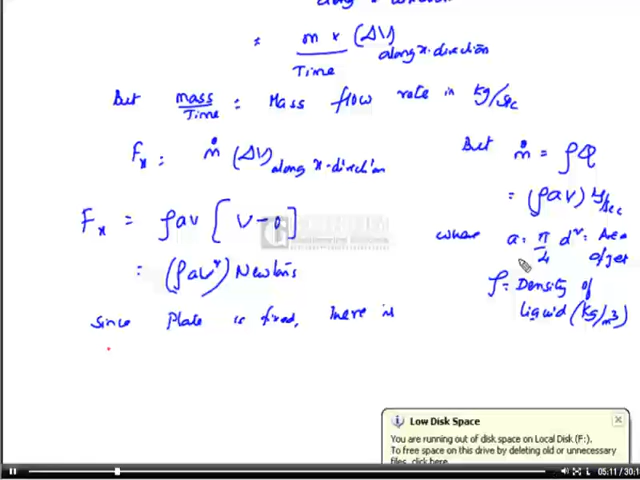 along x-direction
= m × (ΔV) along x-direction
Time
But mass/Time = Mass flow rate in kg/sec
Fx = ṁ (ΔV) along x-direction
But ṁ = ρQ
= (ρav) kg/sec
Fx = ρav [V-0]
where a = π/4 d² = Area of jet
= (ρav²) Newtons
ρ = Density of liquid (kg/m3)
Since Plate is fixed, there is
Low Disk Space
You are running out of disk space on Local Disk (F:).
To free space on this drive by deleting old or unnecessary
files, click here.
05:11 / 30:1